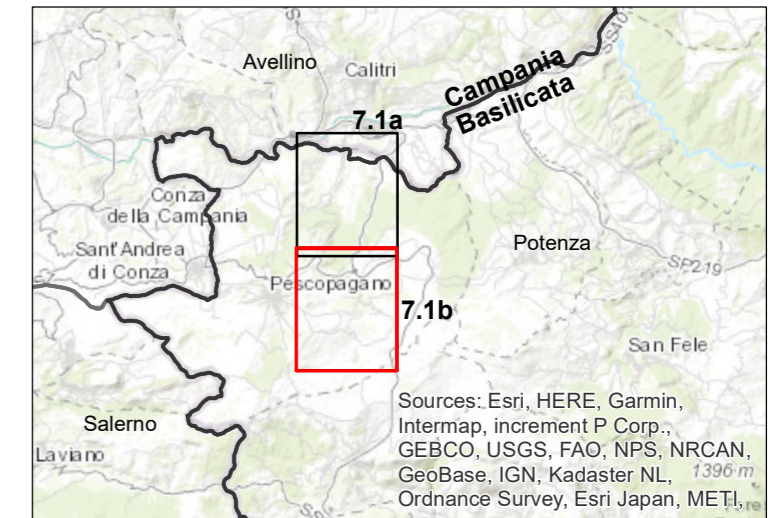 SS401
Avellino
Calitri
Campania
Basilicata
7.1a
Conza
della Campania
Potenza
Sant'Andrea
di Conza
SP219
Pescopagano
7.1b
San Fele
Salerno
Laviano
Sources: Esri, HERE, Garmin,
Intermap, increment P Corp.,
GEBCO, USGS, FAO, NPS, NRCAN,
GeoBase, IGN, Kadaster NL,
1396 m
Ordnance Survey, Esri Japan, METI,